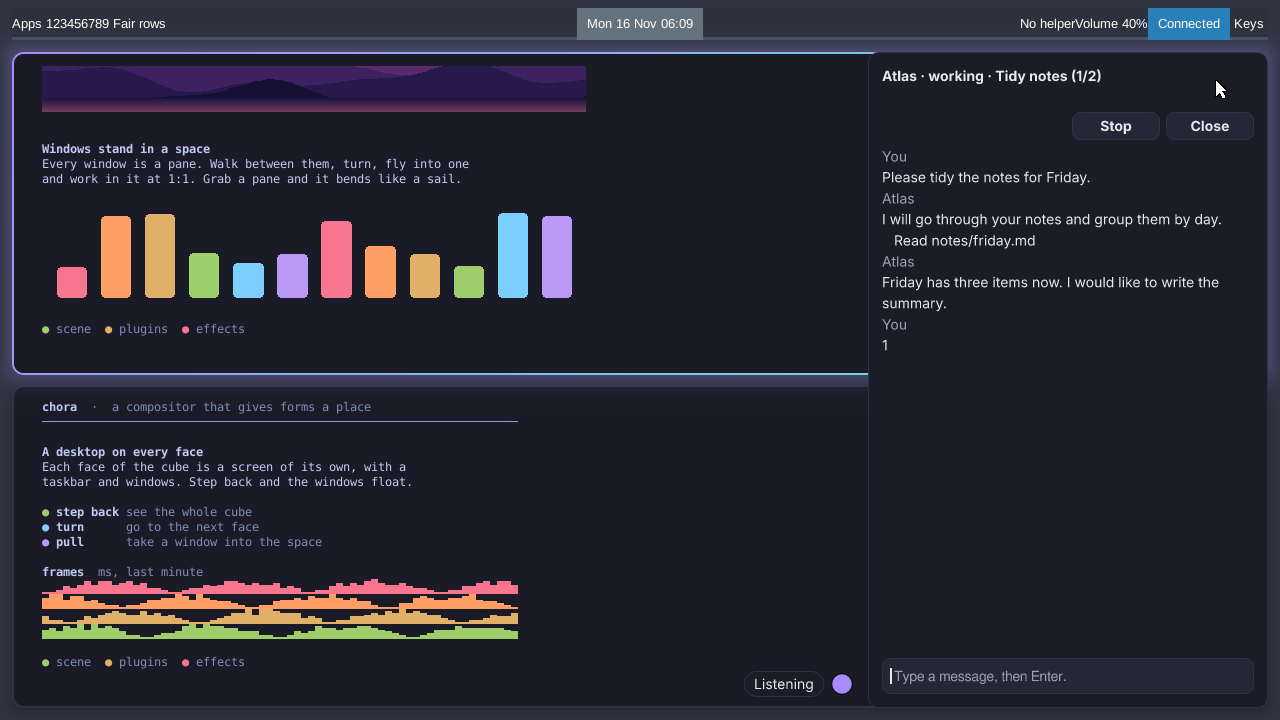 Apps 123456789 Fair rows
Mon 16 Nov 06:09
No helperVolume 40% Connected Keys
Windows stand in a space
Every window is a pane. Walk between them, turn, fly into one
and work in it at 1:1. Grab a pane and it bends like a sail.
scene plugins effects
chora · a compositor that gives forms a place
A desktop on every face
Each face of the cube is a screen of its own, with a
taskbar and windows. Step back and the windows float.
step back see the whole cube
turn go to the next face
pull take a window into the space
frames ms, last minute
scene plugins effects
Listening
Atlas · working · Tidy notes (1/2)
Stop Close
You
Please tidy the notes for Friday.
Atlas
I will go through your notes and group them by day.
Read notes/friday.md
Atlas
Friday has three items now. I would like to write the
summary.
You
1
Type a message, then Enter.